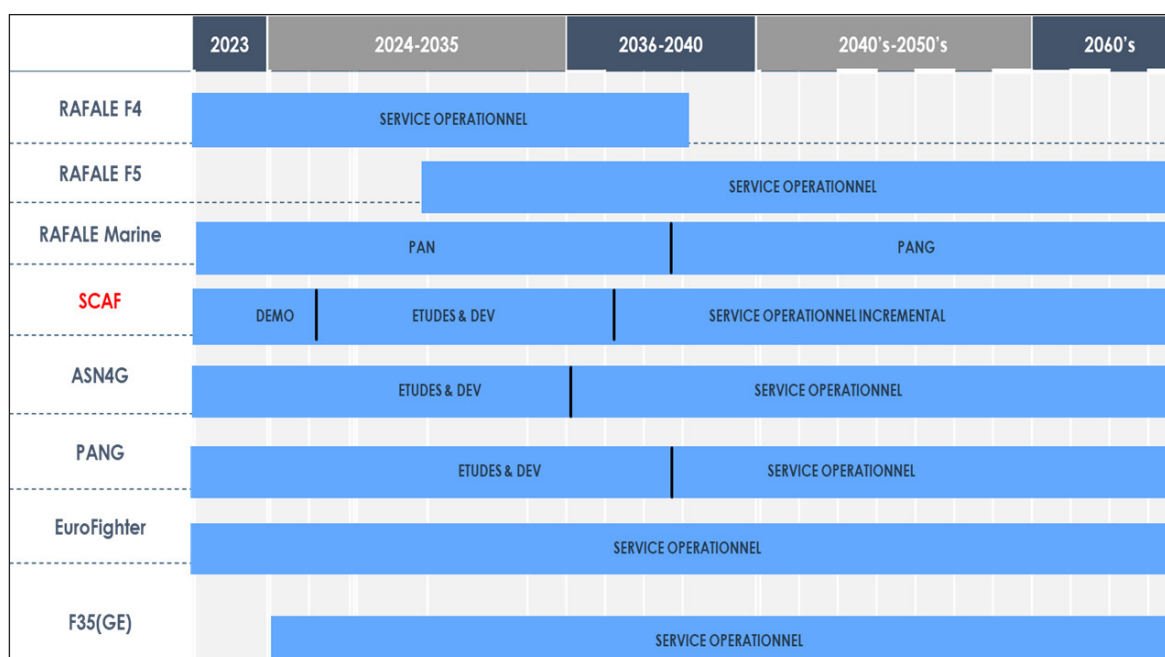 2023 2024-2035 2036-2040 2040's-2050's 2060's
RAFALE F4 SERVICE OPERATIONNEL
RAFALE F5 SERVICE OPERATIONNEL
RAFALE Marine PAN PANG
SCAF DEMO ETUDES & DEV SERVICE OPERATIONNEL INCREMENTAL
ASN4G ETUDES & DEV SERVICE OPERATIONNEL
PANG ETUDES & DEV SERVICE OPERATIONNEL
EuroFighter SERVICE OPERATIONNEL
F35(GE) SERVICE OPERATIONNEL